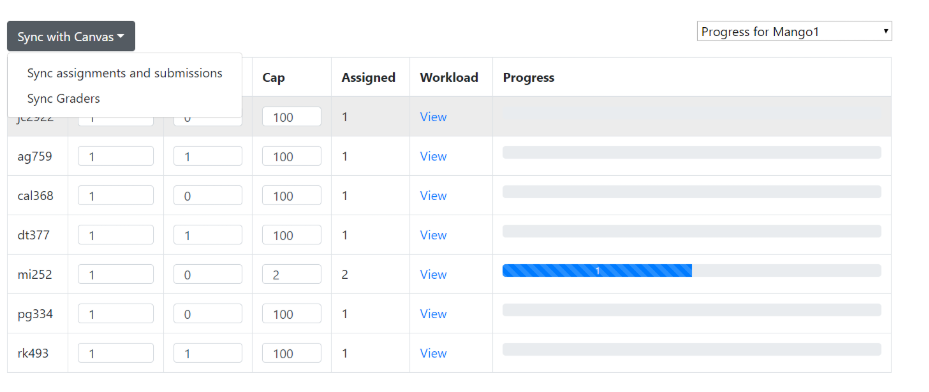 Sync with Canvas
Progress for Mango1
Sync assignments and submissions
Sync Graders
Cap Assigned Workload Progress
jc2922 1 0 100 1 View
ag759 1 1 100 1 View
cal368 1 0 100 1 View
dt377 1 1 100 1 View
mi252 1 0 2 2 View 1
pg334 1 0 100 1 View
rk493 1 1 100 1 View